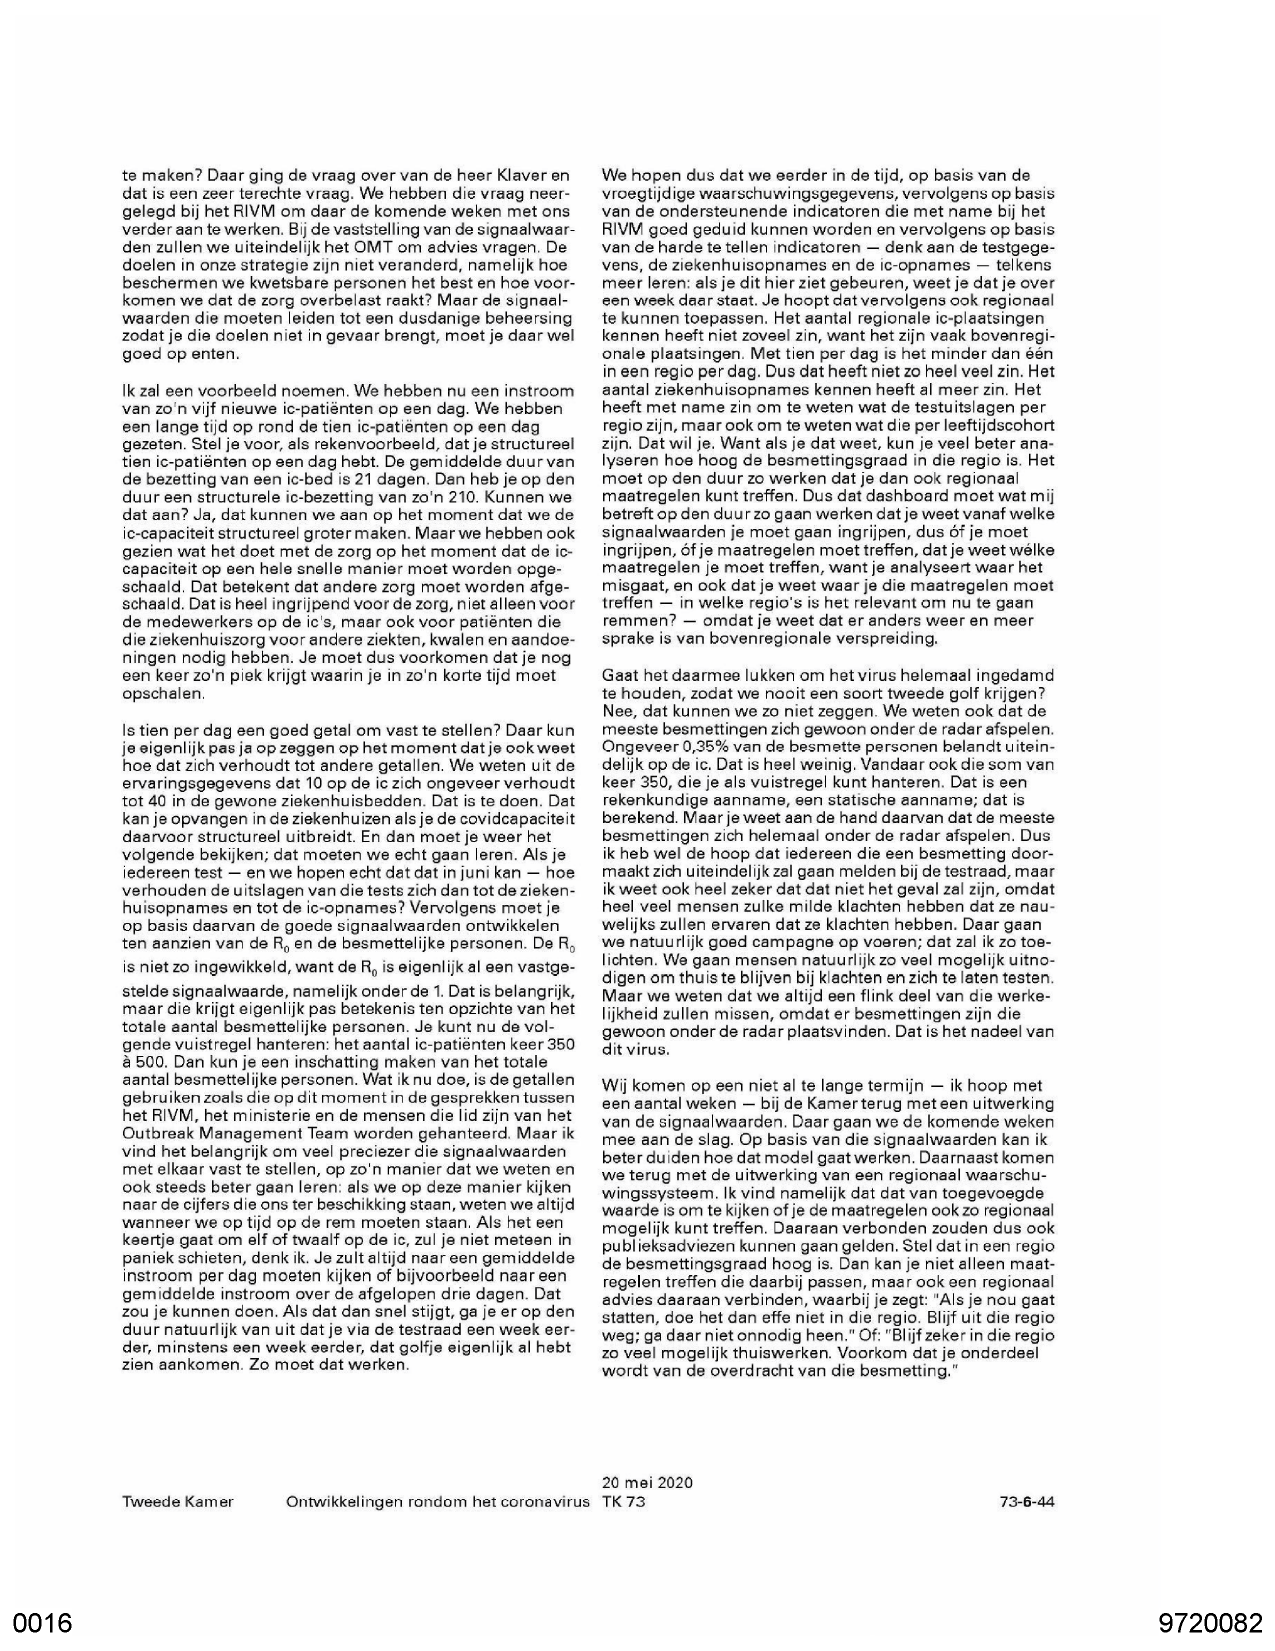 te maken? Daar ging de vraag over van de heer Klaver en
dat is een zeer terechte vraag. We hebben die vraag neer-
gelegd bij het RIVM om daar de komende weken met ons
verder aan te werken. Bij de vaststelling van de signaalwaar-
den zullen we uiteindelijk het OMT om advies vragen. De
doelen in onze strategie zijn niet veranderd, namelijk hoe
beschermen we kwetsbare personen het best en hoe voor-
komen we dat de zorg overbelast raakt? Maar de signaal-
waarden die moeten leiden tot een dusdanige beheersing
zodat je die doelen niet in gevaar brengt, moet je daar wel
goed op enten.
Ik zal een voorbeeld noemen. We hebben nu een instroom
van zo'n vijf nieuwe ic-patiënten op een dag. We hebben
een lange tijd op rond de tien ic-patiënten op een dag
gezeten. Stel je voor, als rekenvoorbeeld, dat je structureel
tien ic-patiënten op een dag hebt. De gemiddelde duur van
de bezetting van een ic-bed is 21 dagen. Dan heb je op den
duur een structurele ic-bezetting van zo'n 210. Kunnen we
dat aan? Ja, dat kunnen we aan op het moment dat we de
ic-capaciteit structureel groter maken. Maar we hebben ook
gezien wat het doet met de zorg op het moment dat de ic-
capaciteit op een hele snelle manier moet worden opge-
schaald. Dat betekent dat andere zorg moet worden afge-
schaald. Dat is heel ingrijpend voor de zorg, niet alleen voor
de medewerkers op de ic's, maar ook voor patiënten die
die ziekenhuiszorg voor andere ziekten, kwalen en aandoe-
ningen nodig hebben. Je moet dus voorkomen dat je nog
een keer zo'n piek krijgt waarin je in zo'n korte tijd moet
opschalen.
Is tien per dag een goed getal om vast te stellen? Daar kun
je eigenlijk pas ja op zeggen op het moment dat je ook weet
hoe dat zich verhoudt tot andere getallen. We weten uit de
ervaringsgegevens dat 10 op de ic zich ongeveer verhoudt
tot 40 in de gewone ziekenhuisbedden. Dat is te doen. Dat
kan je opvangen in de ziekenhuizen als je de covidcapaciteit
daarvoor structureel uitbreidt. En dan moet je weer het
volgende bekijken; dat moeten we echt gaan leren. Als je
iedereen test — en we hopen echt dat dat in juni kan — hoe
verhouden de uitslagen van die tests zich dan tot de zieken-
huisopnames en tot de ic-opnames? Vervolgens moet je
op basis daarvan de goede signaalwaarden ontwikkelen
ten aanzien van de R₀ en de besmettelijke personen. De R₀
is niet zo ingewikkeld, want de R₀ is eigenlijk al een vastge-
stelde signaalwaarde, namelijk onder de 1. Dat is belangrijk,
maar die krijgt eigenlijk pas betekenis ten opzichte van het
totale aantal besmettelijke personen. Je kunt nu de vol-
gende vuistregel hanteren: het aantal ic-patiënten keer 350
à 500. Dan kun je een inschatting maken van het totale
aantal besmettelijke personen. Wat ik nu doe, is de getallen
gebruiken zoals die op dit moment in de gesprekken tussen
het RIVM, het ministerie en de mensen die lid zijn van het
Outbreak Management Team worden gehanteerd. Maar ik
vind het belangrijk om veel preciezer die signaalwaarden
met elkaar vast te stellen, op zo'n manier dat we weten en
ook steeds beter gaan leren: als we op deze manier kijken
naar de cijfers die ons ter beschikking staan, weten we altijd
wanneer we op tijd op de rem moeten staan. Als het een
keertje gaat om elf of twaalf op de ic, zul je niet meteen in
paniek schieten, denk ik. Je zult altijd naar een gemiddelde
instroom per dag moeten kijken of bijvoorbeeld naar een
gemiddelde instroom over de afgelopen drie dagen. Dat
zou je kunnen doen. Als dat dan snel stijgt, ga je er op den
duur natuurlijk van uit dat je via de testraad een week eer-
der, minstens een week eerder, dat golfje eigenlijk al hebt
zien aankomen. Zo moet dat werken.
We hopen dus dat we eerder in de tijd, op basis van de
vroegtijdige waarschuwingsgegevens, vervolgens op basis
van de ondersteunende indicatoren die met name bij het
RIVM goed geduid kunnen worden en vervolgens op basis
van de harde te tellen indicatoren — denk aan de testgege-
vens, de ziekenhuisopnames en de ic-opnames — telkens
meer leren: als je dit hier ziet gebeuren, weet je dat je over
een week daar staat. Je hoopt dat vervolgens ook regionaal
te kunnen toepassen. Het aantal regionale ic-plaatsingen
kennen heeft niet zoveel zin, want het zijn vaak bovenregi-
onale plaatsingen. Met tien per dag is het minder dan één
in een regio per dag. Dus dat heeft niet zo heel veel zin. Het
aantal ziekenhuisopnames kennen heeft al meer zin. Het
heeft met name zin om te weten wat de testuitslagen per
regio zijn, maar ook om te weten wat die per leeftijdscohort
zijn. Dat wil je. Want als je dat weet, kun je veel beter ana-
lyseren hoe hoog de besmettingsgraad in die regio is. Het
moet op den duur zo werken dat je dan ook regionaal
maatregelen kunt treffen. Dus dat dashboard moet wat mij
betreft op den duur zo gaan werken dat je weet vanaf welke
signaalwaarden je moet gaan ingrijpen, dus óf je moet
ingrijpen, óf je maatregelen moet treffen, dat je weet wélke
maatregelen je moet treffen, want je analyseert waar het
misgaat, en ook dat je weet waar je die maatregelen moet
treffen — in welke regio's is het relevant om nu te gaan
remmen? — omdat je weet dat er anders weer en meer
sprake is van bovenregionale verspreiding.
Gaat het daarmee lukken om het virus helemaal ingedamd
te houden, zodat we nooit een soort tweede golf krijgen?
Nee, dat kunnen we zo niet zeggen. We weten ook dat de
meeste besmettingen zich gewoon onder de radar afspelen.
Ongeveer 0,35% van de besmette personen belandt uitein-
delijk op de ic. Dat is heel weinig. Vandaar ook die som van
keer 350, die je als vuistregel kunt hanteren. Dat is een
rekenkundige aanname, een statische aanname; dat is
berekend. Maar je weet aan de hand daarvan dat de meeste
besmettingen zich helemaal onder de radar afspelen. Dus
ik heb wel de hoop dat iedereen die een besmetting door-
maakt zich uiteindelijk zal gaan melden bij de testraad, maar
ik weet ook heel zeker dat dat niet het geval zal zijn, omdat
heel veel mensen zulke milde klachten hebben dat ze nau-
welijks zullen ervaren dat ze klachten hebben. Daar gaan
we natuurlijk goed campagne op voeren; dat zal ik zo toe-
lichten. We gaan mensen natuurlijk zo veel mogelijk uitno-
digen om thuis te blijven bij klachten en zich te laten testen.
Maar we weten dat we altijd een flink deel van die werke-
lijkheid zullen missen, omdat er besmettingen zijn die
gewoon onder de radar plaatsvinden. Dat is het nadeel van
dit virus.
Wij komen op een niet al te lange termijn — ik hoop met
een aantal weken — bij de Kamer terug met een uitwerking
van de signaalwaarden. Daar gaan we de komende weken
mee aan de slag. Op basis van die signaalwaarden kan ik
beter duiden hoe dat model gaat werken. Daarnaast komen
we terug met de uitwerking van een regionaal waarschu-
wingssysteem. Ik vind namelijk dat dat van toegevoegde
waarde is om te kijken of je de maatregelen ook zo regionaal
mogelijk kunt treffen. Daaraan verbonden zouden dus ook
publieksadviezen kunnen gaan gelden. Stel dat in een regio
de besmettingsgraad hoog is. Dan kan je niet alleen maat-
regelen treffen die daarbij passen, maar ook een regionaal
advies daaraan verbinden, waarbij je zegt: "Als je nou gaat
statten, doe het dan effe niet in die regio. Blijf uit die regio
weg; ga daar niet onnodig heen." Of: "Blijf zeker in die regio
zo veel mogelijk thuiswerken. Voorkom dat je onderdeel
wordt van de overdracht van die besmetting."
20 mei 2020
Tweede Kamer Ontwikkelingen rondom het coronavirus TK 73 73-6-44
0016 9720082